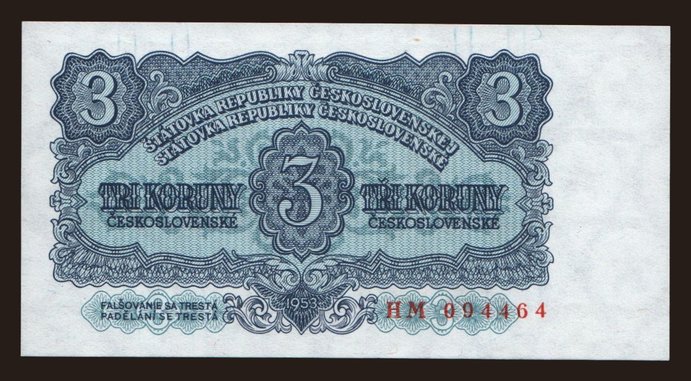 3 3
ŠTÁTOVKA REPUBLIKY ČESKOSLOVENSKEJ
STÁTOVKA REPUBLIKY ČESKOSLOVENSKÉ
3
TRI KORUNY TŘI KORUNY
ČESKOSLOVENSKÉ ČESKOSLOVENSKÉ
FALŠOVANIE SA TRESTÁ
PADĚLÁNÍ SE TRESTÁ
1953
HM 094464